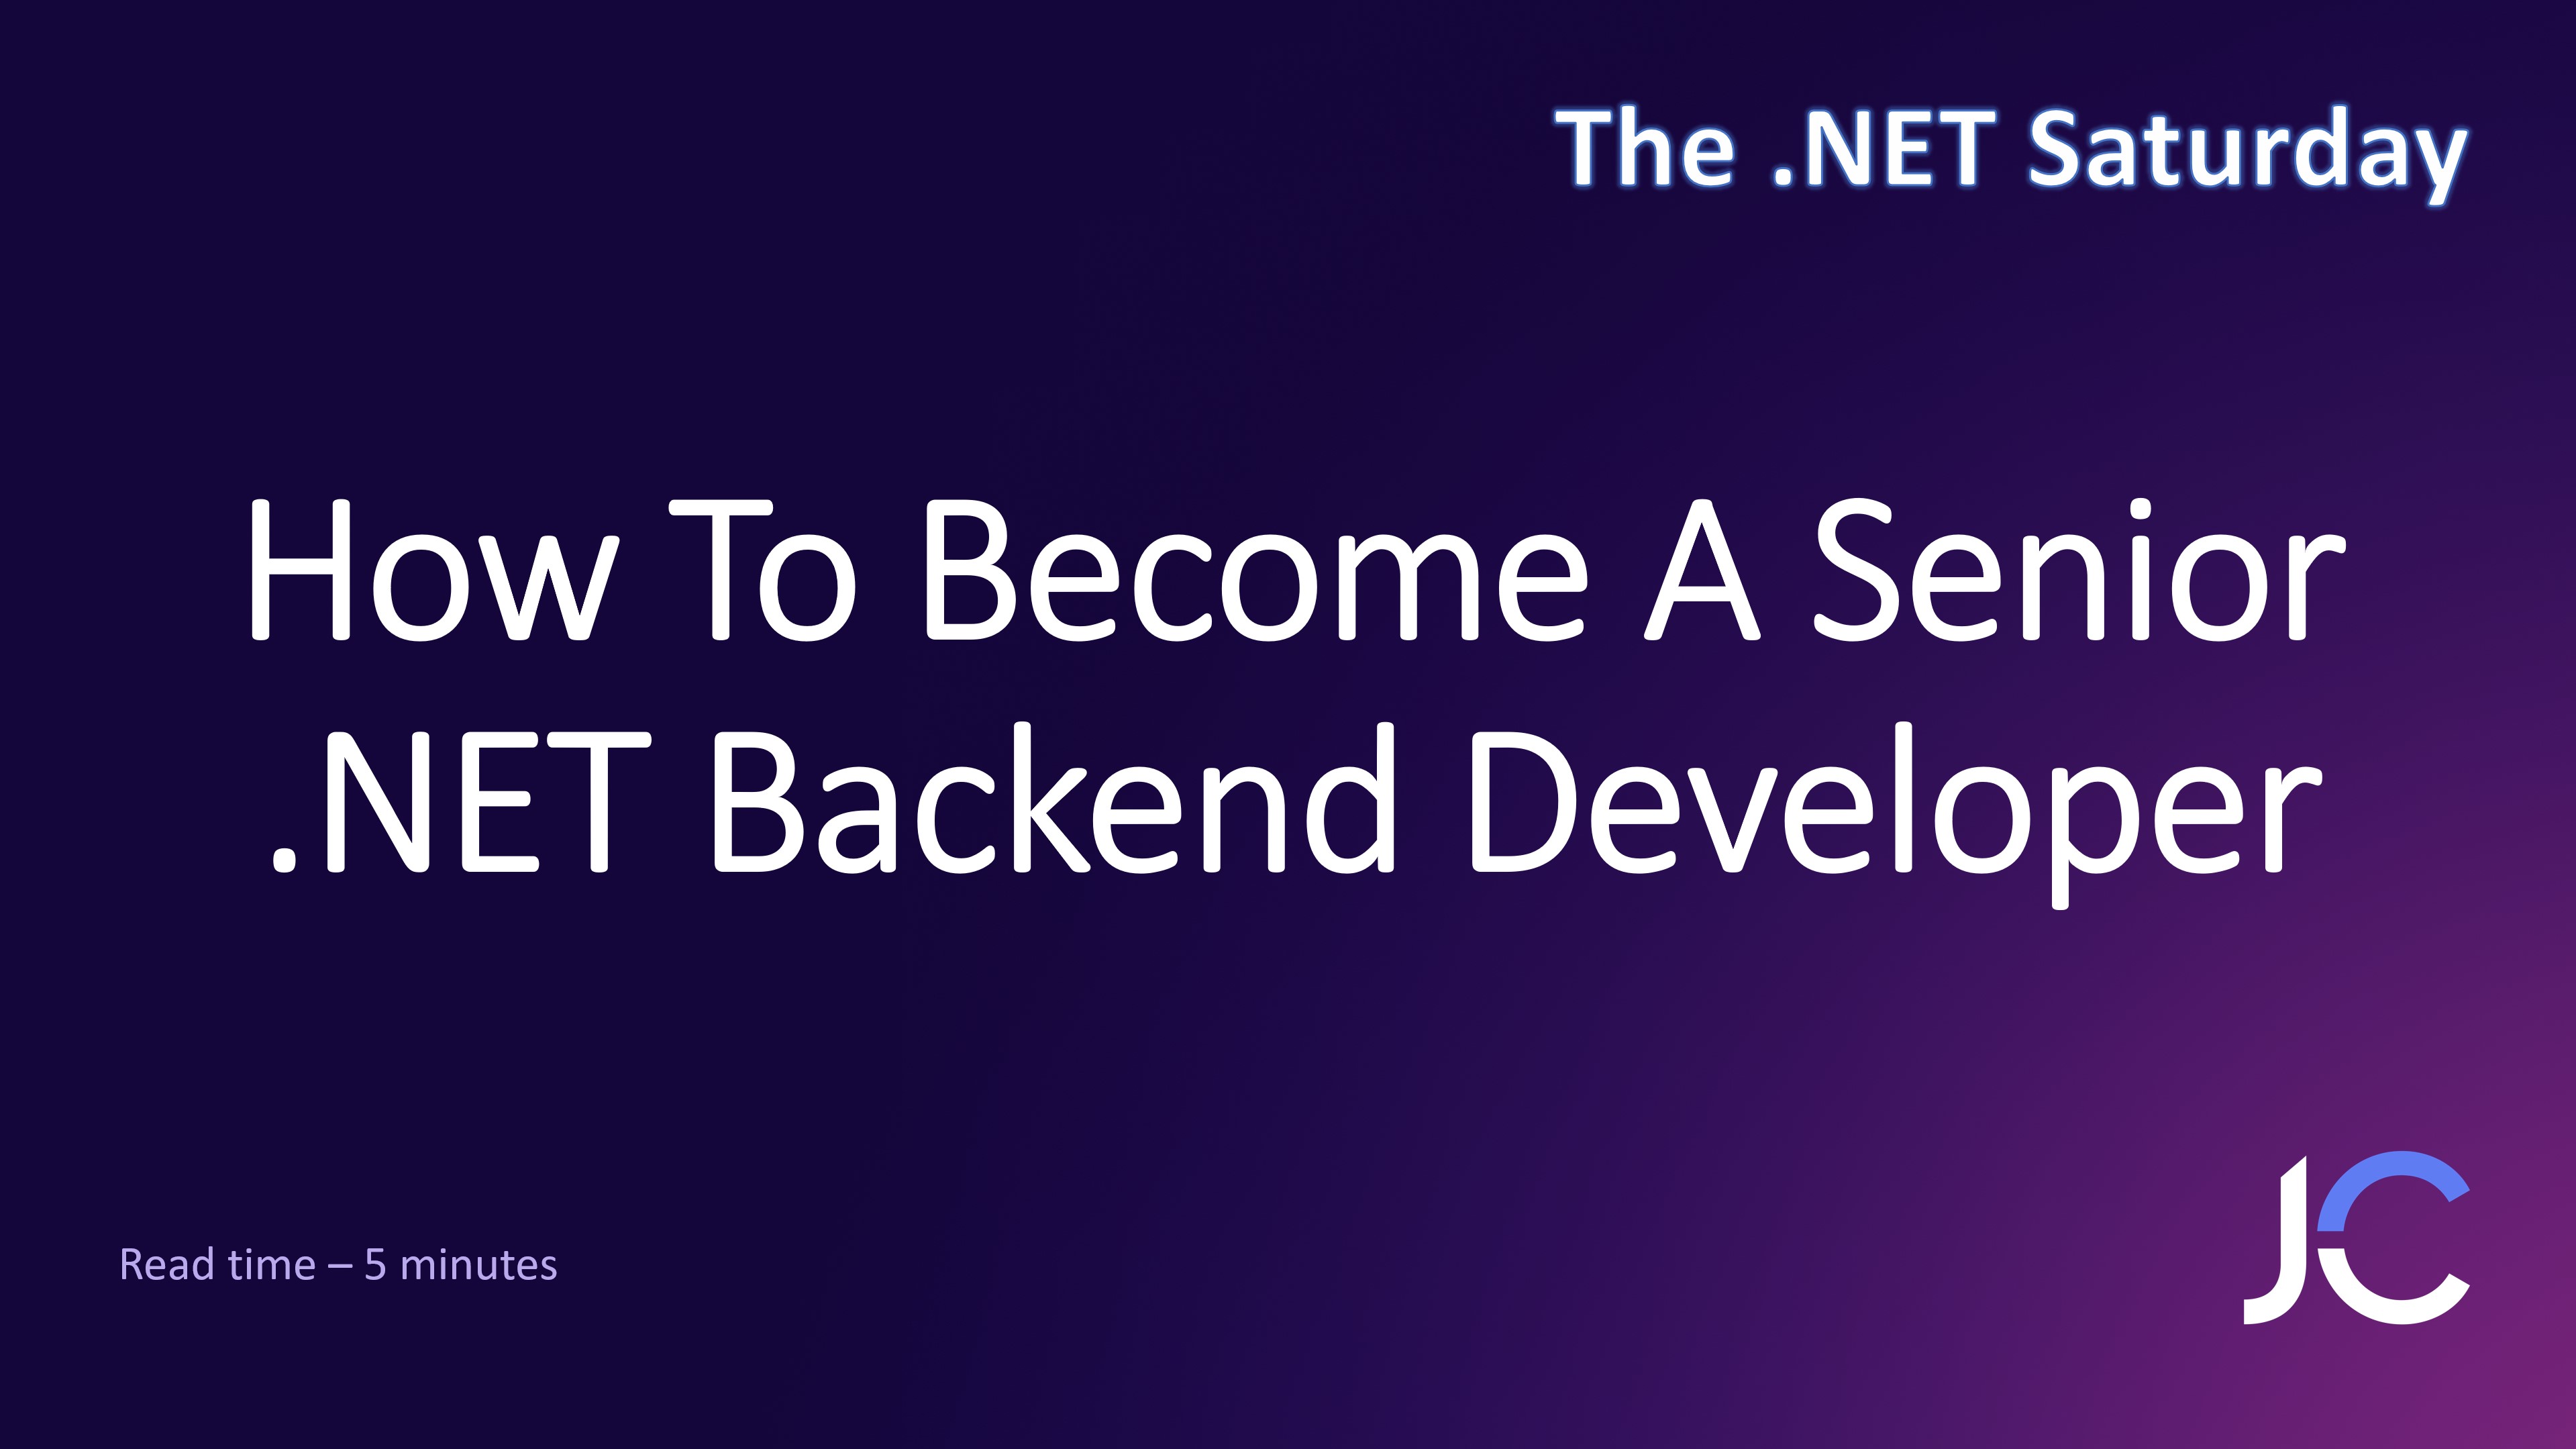 The .NET Saturday
How To Become A Senior
.NET Backend Developer
Read time – 5 minutes
JC